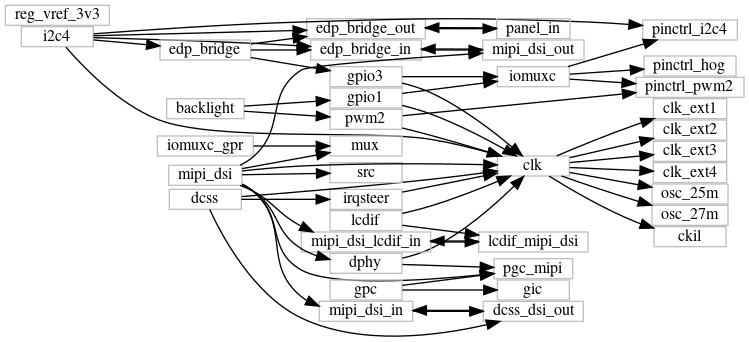 reg_vref_3v3
i2c4
edp_bridge
backlight
iomuxc_gpr
mipi_dsi
dcss
edp_bridge_out
edp_bridge_in
gpio3
gpio1
pwm2
mux
src
irqsteer
lcdif
mipi_dsi_lcdif_in
dphy
gpc
mipi_dsi_in
panel_in
mipi_dsi_out
iomuxc
clk
lcdif_mipi_dsi
pgc_mipi
gic
dcss_dsi_out
pinctrl_i2c4
pinctrl_hog
pinctrl_pwm2
clk_ext1
clk_ext2
clk_ext3
clk_ext4
osc_25m
osc_27m
ckil